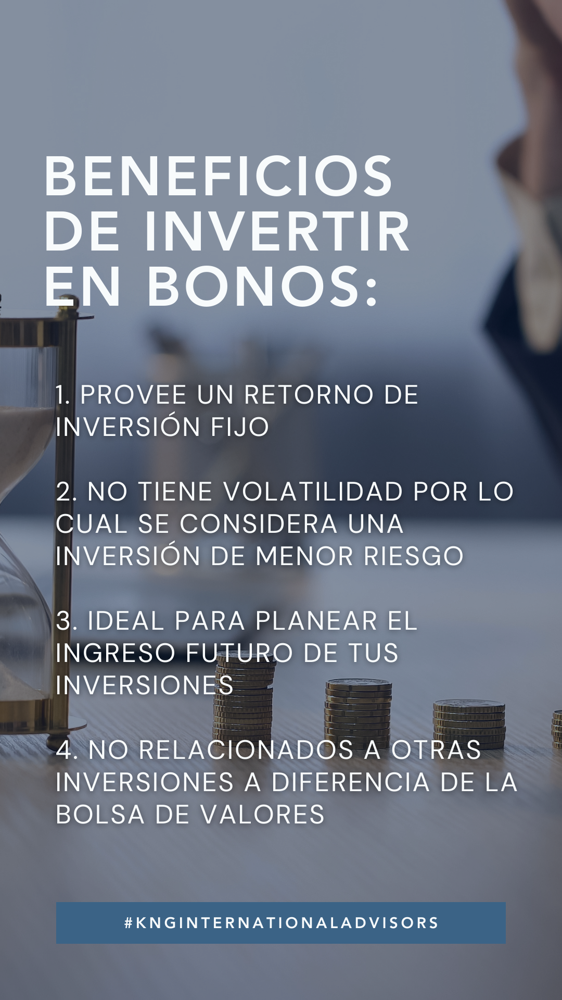 BENEFICIOS
DE INVERTIR
EN BONOS:
1. PROVEE UN RETORNO DE
INVERSIÓN FIJO
2. NO TIENE VOLATILIDAD POR LO
CUAL SE CONSIDERA UNA
INVERSIÓN DE MENOR RIESGO
3. IDEAL PARA PLANEAR EL
INGRESO FUTURO DE TUS
INVERSIONES
4. NO RELACIONADOS A OTRAS
INVERSIONES A DIFERENCIA DE LA
BOLSA DE VALORES
#KNGINTERNATIONALADVISORS